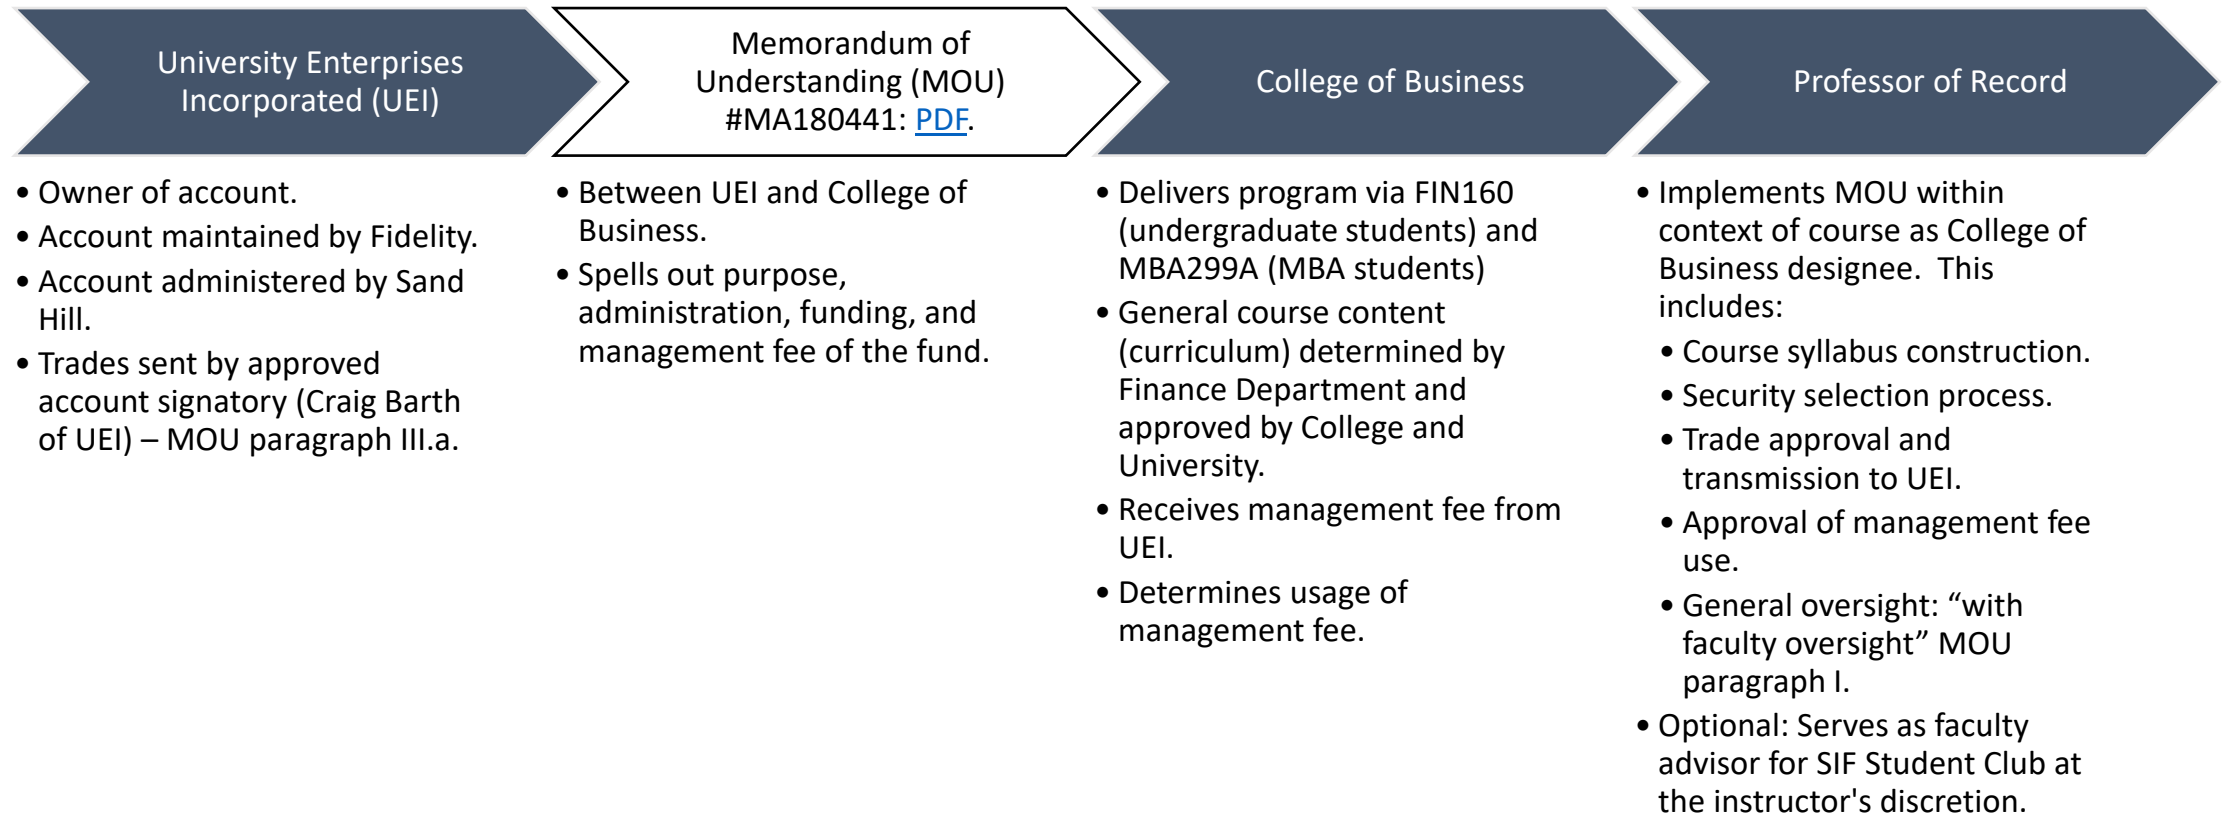 University Enterprises
Incorporated (UEI)
• Owner of account.
• Account maintained by Fidelity.
• Account administered by Sand
Hill.
• Trades sent by approved
account signatory (Craig Barth
of UEI) – MOU paragraph III.a.
Memorandum of
Understanding (MOU)
#MA180441: PDF.
• Between UEI and College of
Business.
• Spells out purpose,
administration, funding, and
management fee of the fund.
College of Business
• Delivers program via FIN160
(undergraduate students) and
MBA299A (MBA students)
• General course content
(curriculum) determined by
Finance Department and
approved by College and
University.
• Receives management fee from
UEI.
• Determines usage of
management fee.
Professor of Record
• Implements MOU within
context of course as College of
Business designee.  This
includes:
• Course syllabus construction.
• Security selection process.
• Trade approval and
transmission to UEI.
• Approval of management fee
use.
• General oversight: “with
faculty oversight” MOU
paragraph I.
• Optional: Serves as faculty
advisor for SIF Student Club at
the instructor's discretion.